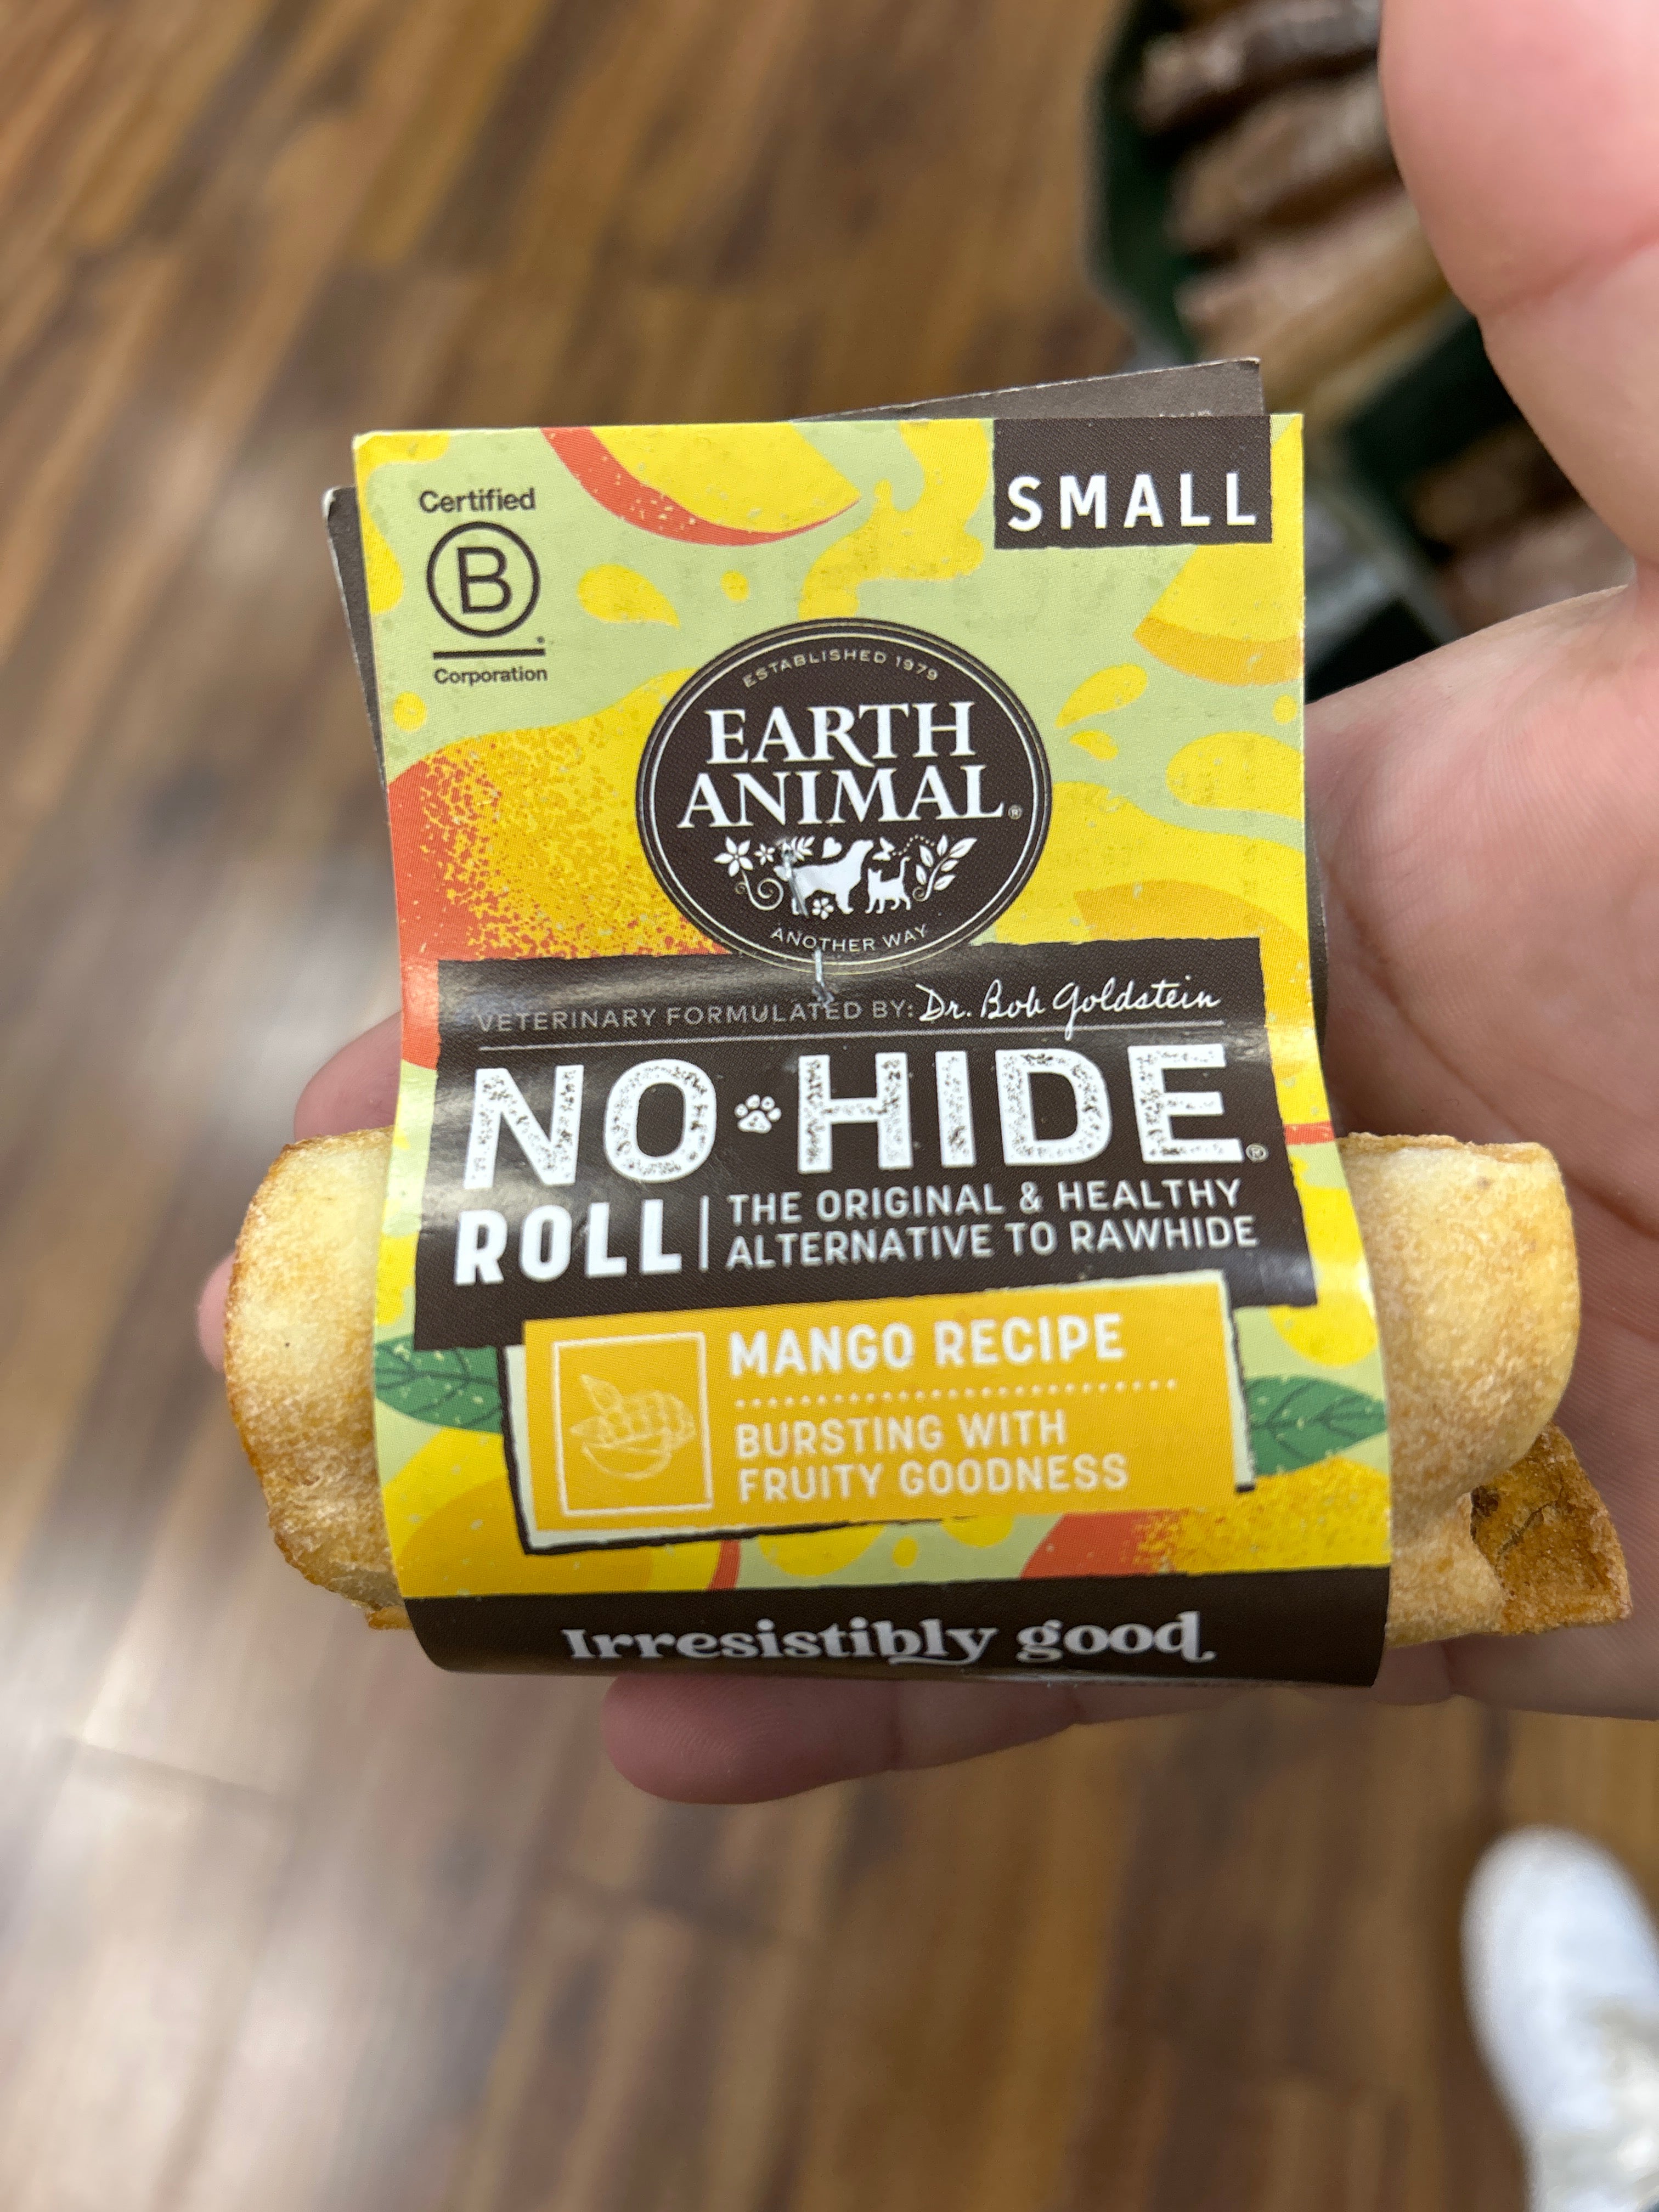 SMALL
Certified
B
Corporation
ESTABLISHED 1979
EARTH
ANIMAL®
ANOTHER WAY
VETERINARY FORMULATED BY: Dr. Bob Goldstein
NO HIDE®
ROLL | THE ORIGINAL & HEALTHY
ALTERNATIVE TO RAWHIDE
MANGO RECIPE
BURSTING WITH
FRUITY GOODNESS
Irresistibly good